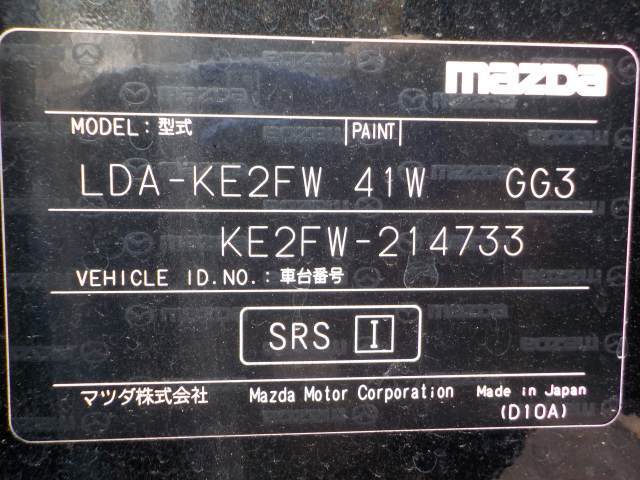 mazda
MODEL：型式 PAINT
LDA-KE2FW 41W GG3
KE2FW-214733
VEHICLE ID.NO.：車台番号
SRS I
マツダ株式会社 Mazda Motor Corporation Made in Japan
(D10A)